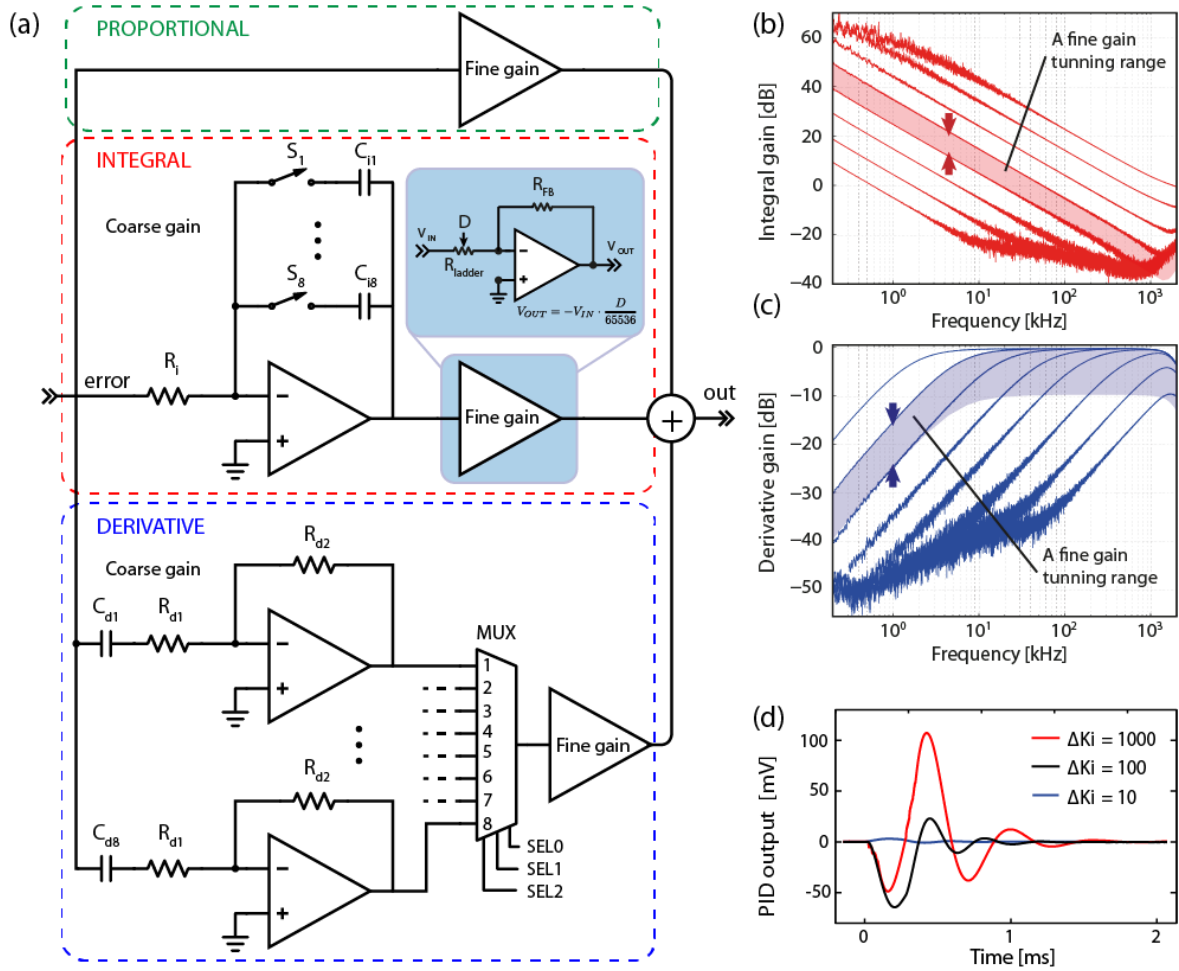 (a)
PROPORTIONAL
Fine gain
INTEGRAL
S1
Ci1
Coarse gain
S8
Ci8
RFB
VIN
D
Rladder
VOUT
VOUT = −VIN · D/65536
error
Ri
Fine gain
out
DERIVATIVE
Coarse gain
Rd2
Cd1
Rd1
MUX
1
2
3
4
5
6
7
8
Fine gain
Rd2
Cd8
Rd1
SEL0
SEL1
SEL2
(b)
Integral gain [dB]
60
40
20
0
−20
−40
A fine gain
tunning range
10^0
10^1
10^2
10^3
Frequency [kHz]
(c)
Derivative gain [dB]
0
−10
−20
−30
−40
−50
A fine gain
tunning range
10^0
10^1
10^2
10^3
Frequency [kHz]
(d)
PID output [mV]
100
50
0
-50
ΔKi = 1000
ΔKi = 100
ΔKi = 10
0
1
2
Time [ms]